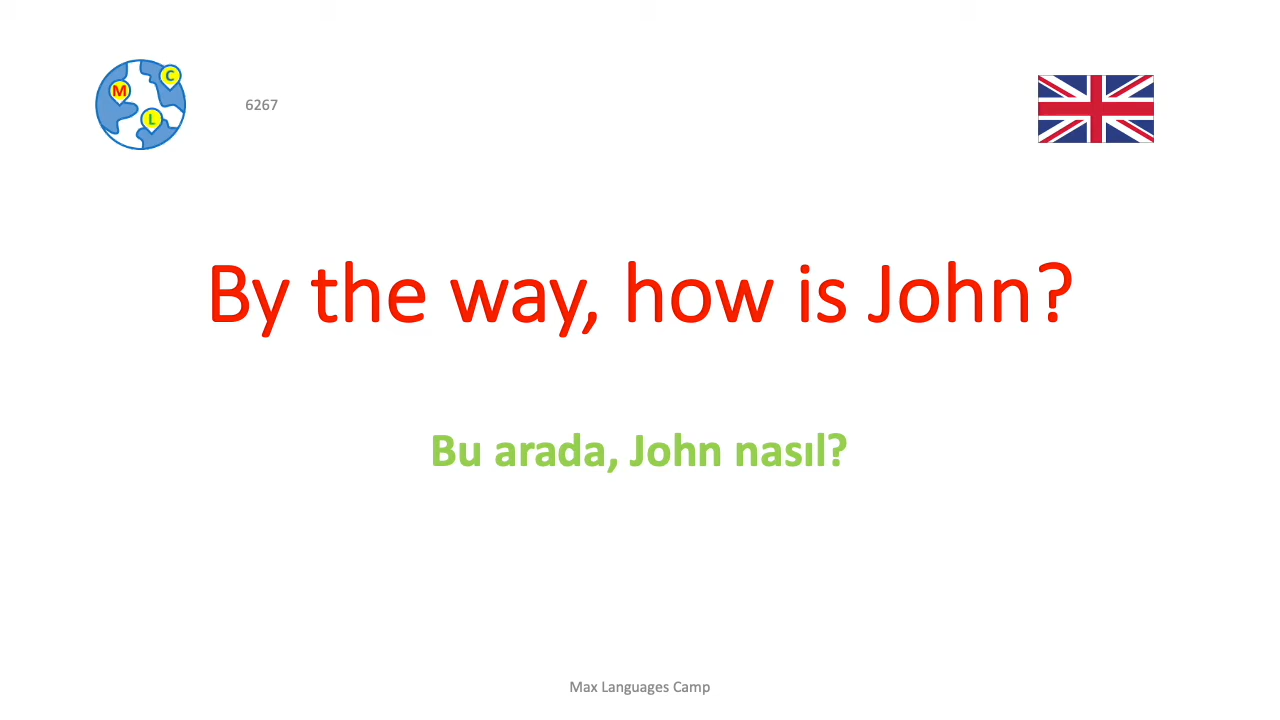 M
C
L
6267
By the way, how is John?
Bu arada, John nasıl?
Max Languages Camp